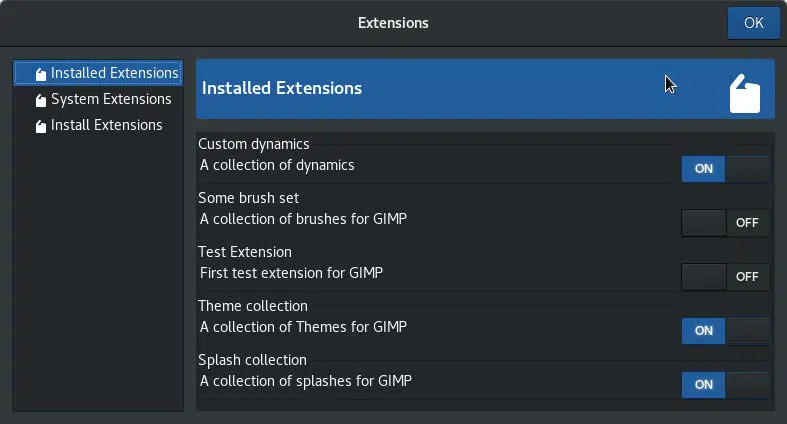 Extensions
OK
Installed Extensions
System Extensions
Install Extensions
Installed Extensions
Custom dynamics
A collection of dynamics
ON
Some brush set
A collection of brushes for GIMP
OFF
Test Extension
First test extension for GIMP
OFF
Theme collection
A collection of Themes for GIMP
ON
Splash collection
A collection of splashes for GIMP
ON